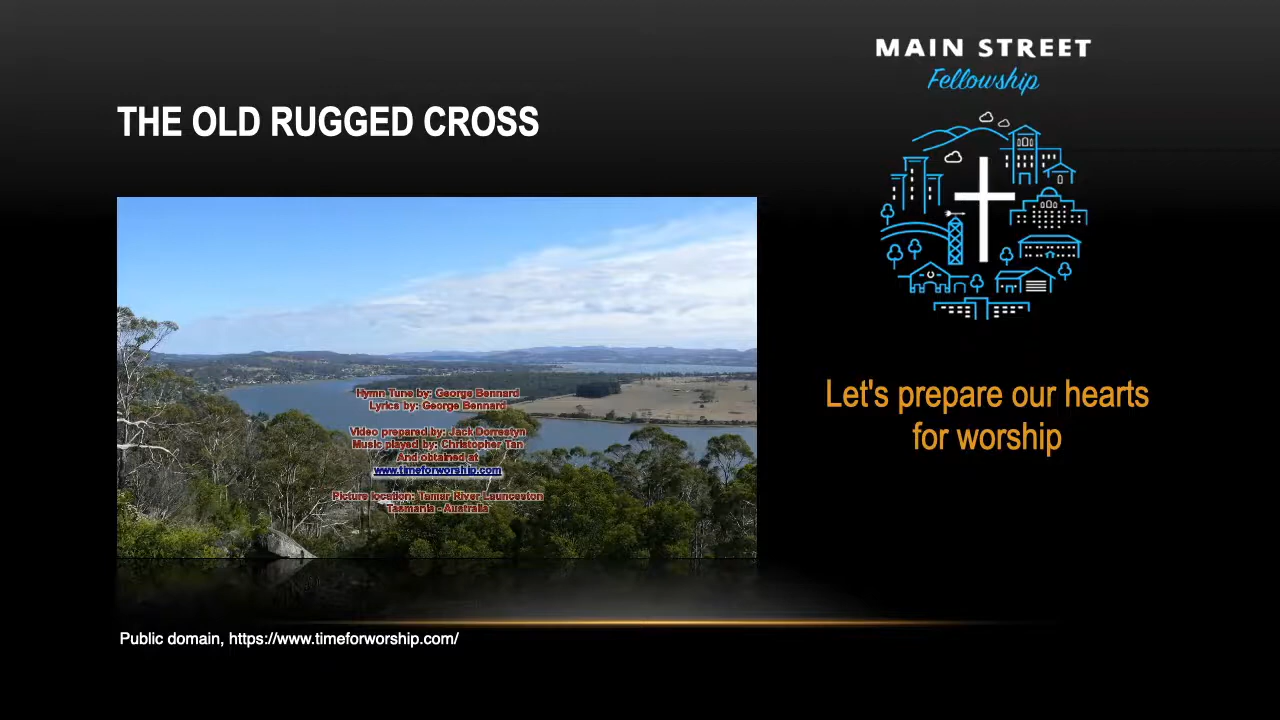 MAIN STREET
Fellowship
THE OLD RUGGED CROSS
Hymn Tune by: George Bennard
Lyrics by: George Bennard
Video prepared by: Jack Dorrestyn
Music played by: Christopher Tan
And obtained at
www.timeforworship.com
Picture location: Tamar River Launceston
Tasmania - Australia
Let's prepare our hearts
for worship
Public domain, https://www.timeforworship.com/